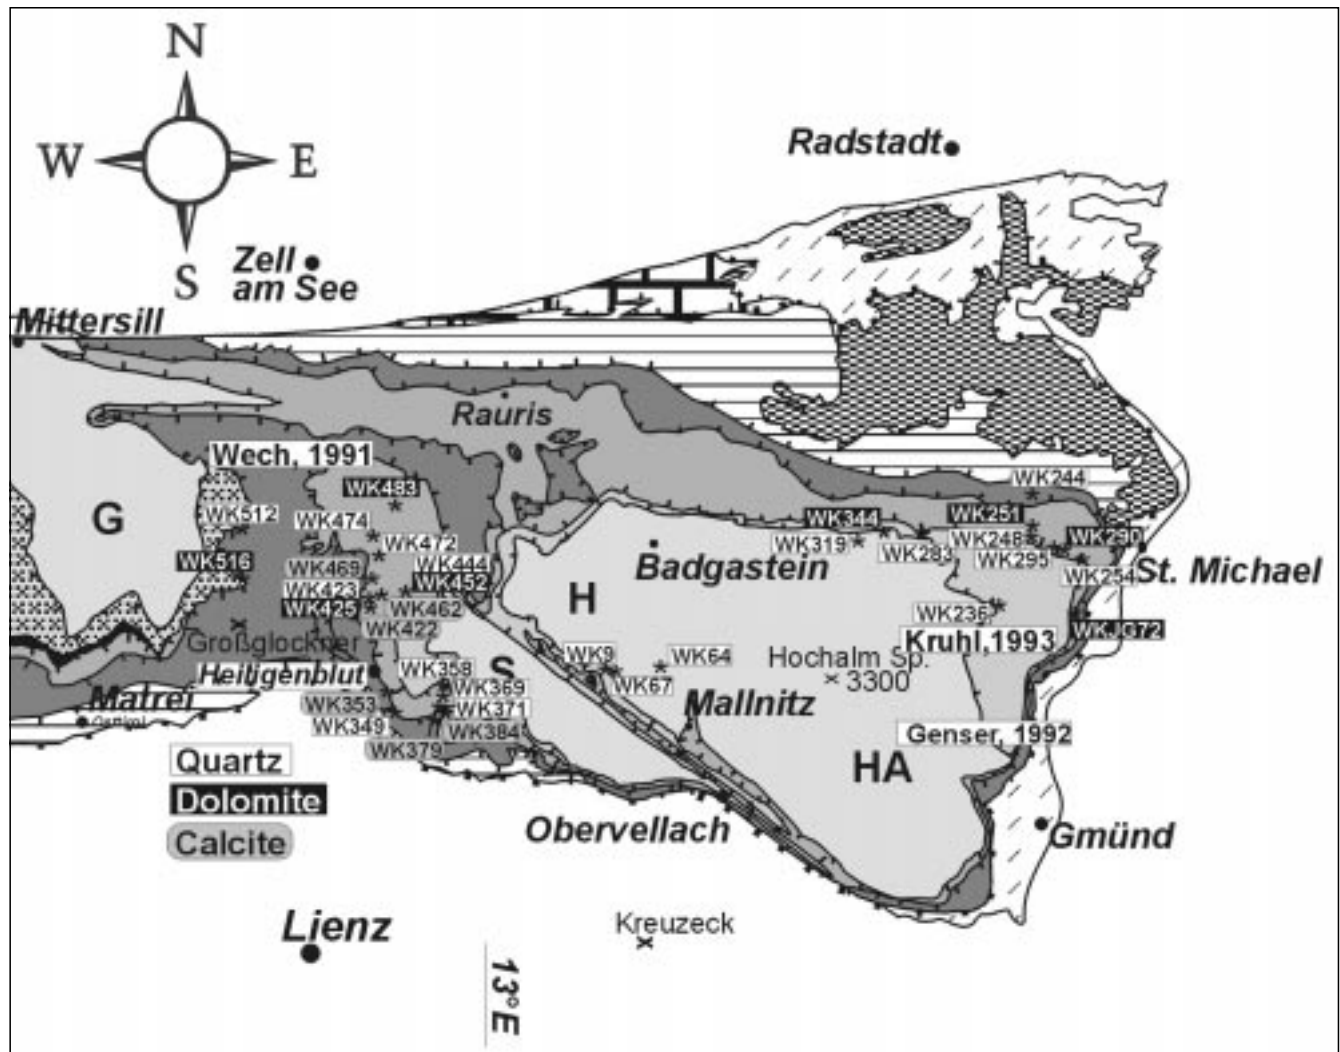 N
W
E
S
Radstadt
Zell
am See
Mittersill
Rauris
Wech, 1991
WK483
WK244
G
WK512
WK474
WK344
WK251
WK319
WK283
WK248
WK290
WK295
WK472
WK516
WK469
WK444
WK423
WK452
WK425
WK462
WK422
Badgastein
WK254
St. Michael
H
WK236
WKJG72
Kruhl,1993
Großglockner
Heiligenblut
WK358
S
WK9
WK64
WK67
Hochalm Sp.
3300
Matrei
WK353
WK369
WK349
WK371
WK379
WK384
Mallnitz
Genser, 1992
HA
Quartz
Dolomite
Calcite
Obervellach
Gmünd
Lienz
Kreuzeck
13°E